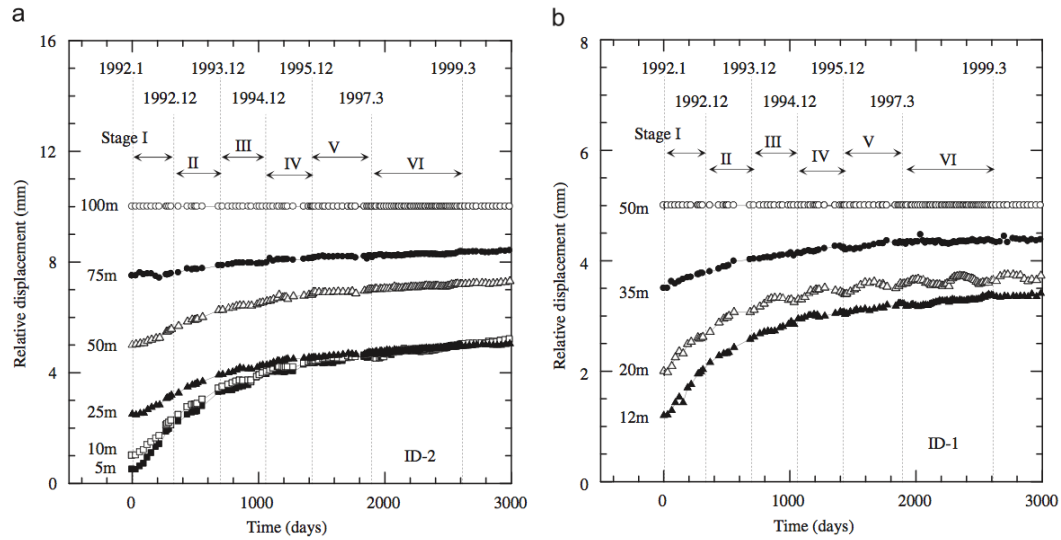 a
16
12
8
4
0
Relative displacement (mm)
1992.1 1993.12 1995.12 1999.3
1992.12 1994.12 1997.3
Stage I II III IV V VI
100m
75m
50m
25m
10m
5m
ID-2
0 1000 2000 3000
Time (days)
b
8
6
4
2
0
Relative displacement (mm)
1992.1 1993.12 1995.12 1999.3
1992.12 1994.12 1997.3
Stage I II III IV V VI
50m
35m
20m
12m
ID-1
0 1000 2000 3000
Time (days)